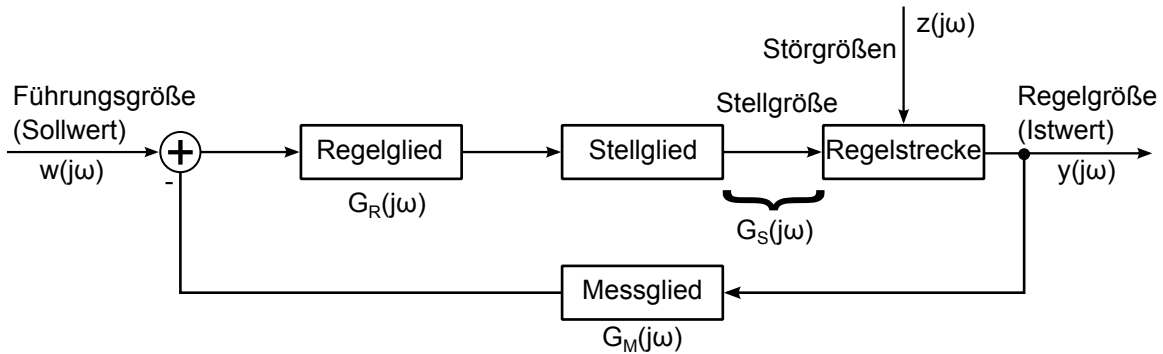 z(jω)
Störgrößen
Führungsgröße
(Sollwert)
w(jω)
+
-
Regelglied
G_R(jω)
Stellglied
Stellgröße
G_S(jω)
Regelstrecke
Regelgröße
(Istwert)
y(jω)
Messglied
G_M(jω)